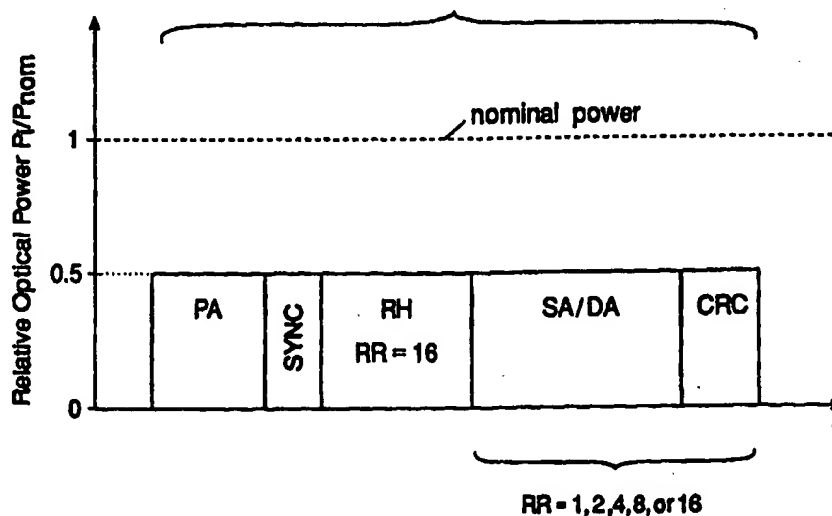 Relative Optical Power Pt/Pnom
nominal power
1
0.5
PA
SYNC
RH
RR = 16
SA/DA
CRC
0
RR = 1,2,4,8, or 16